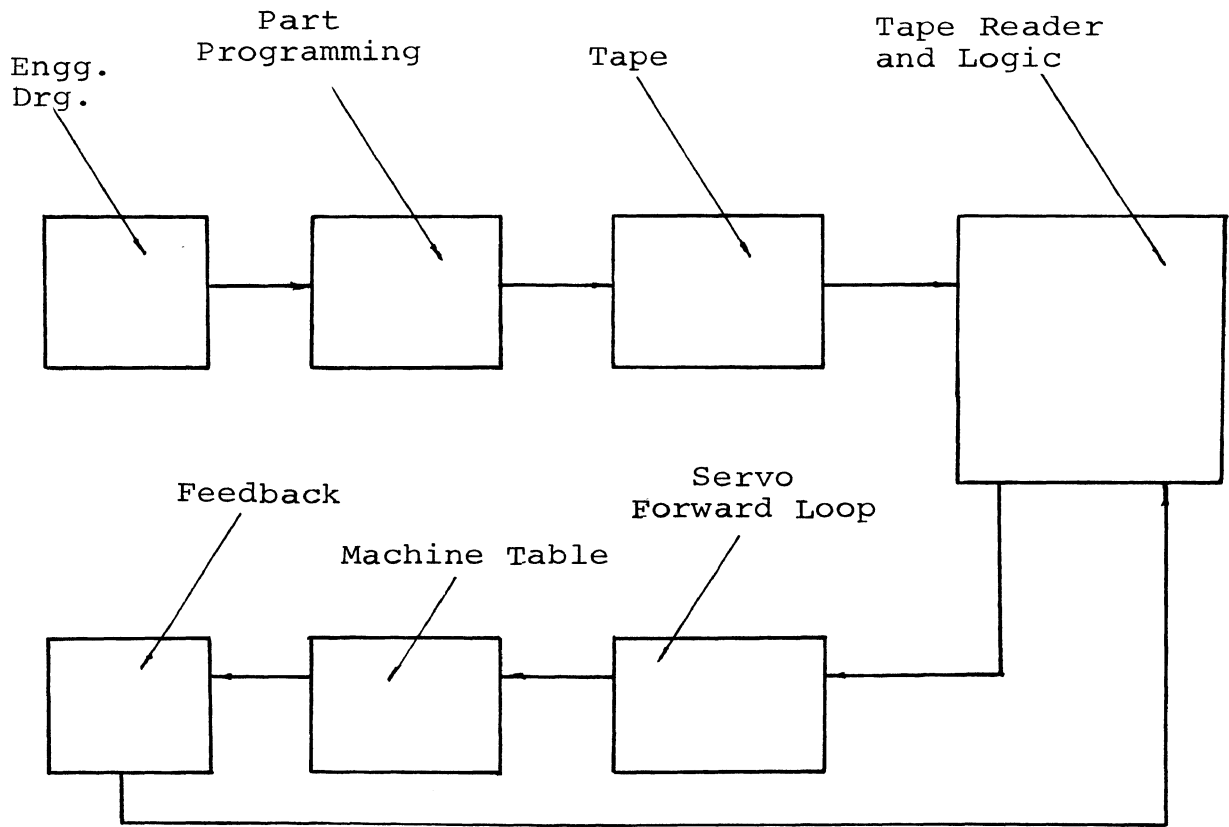 Engg.
Drg.
Part
Programming
Tape
Tape Reader
and Logic
Feedback
Machine Table
Servo
Forward Loop